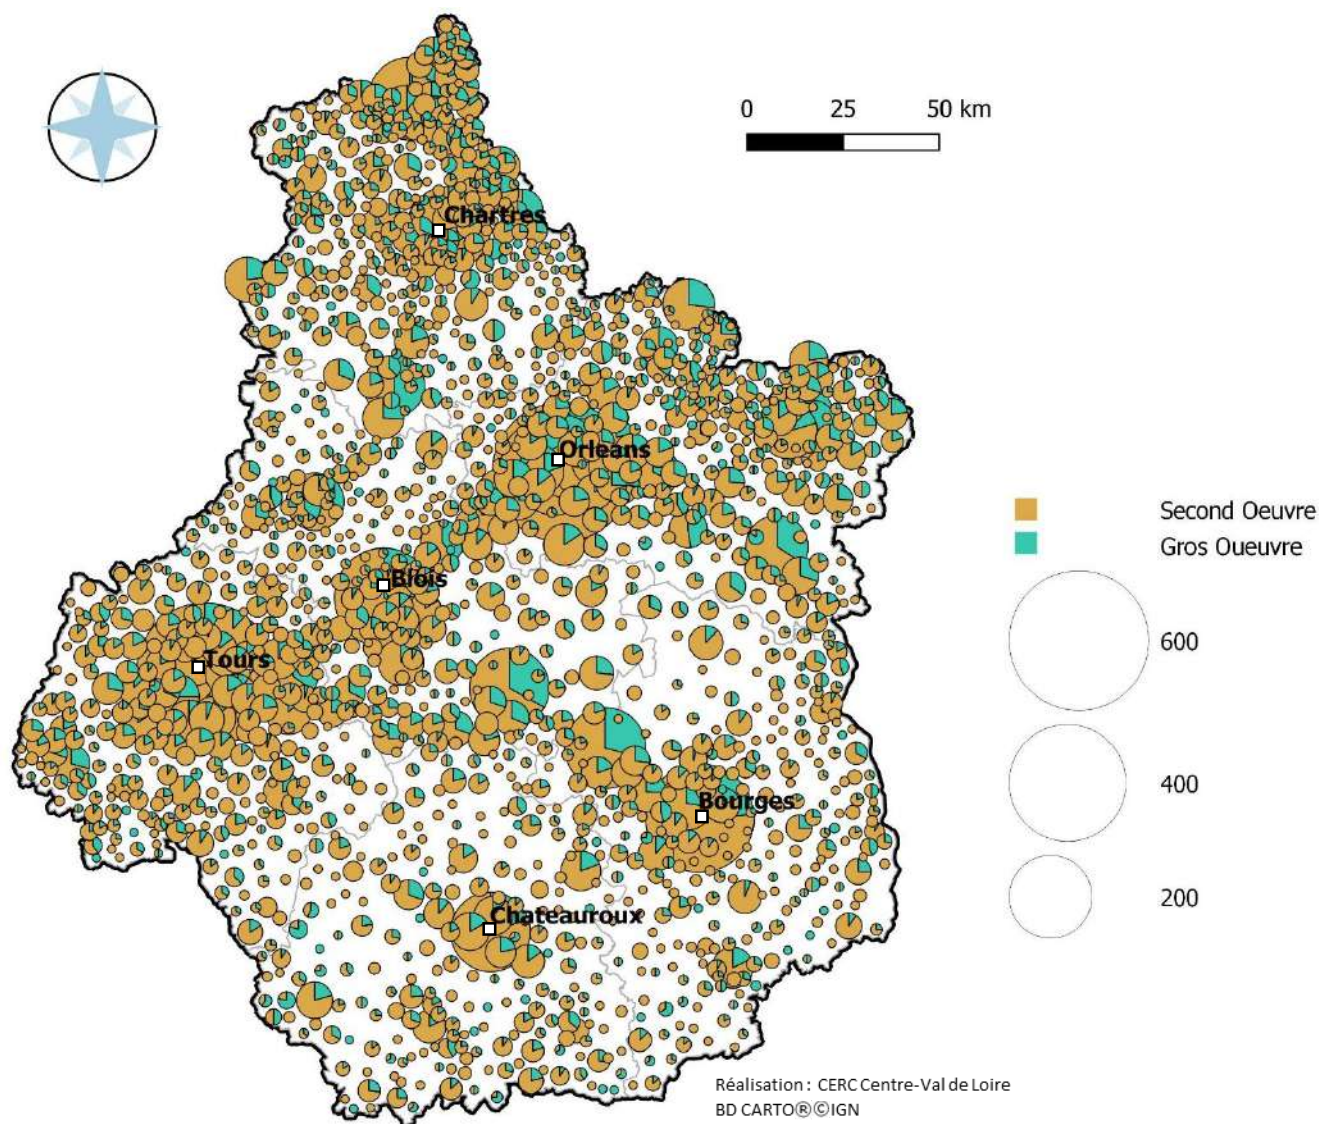 0 25 50 km
Chartres
Orleans
Blois
Tours
Bourges
Chateauroux
Second Oeuvre
Gros Oueuvre
600
400
200
Réalisation : CERC Centre-Val de Loire
BD CARTO®©IGN